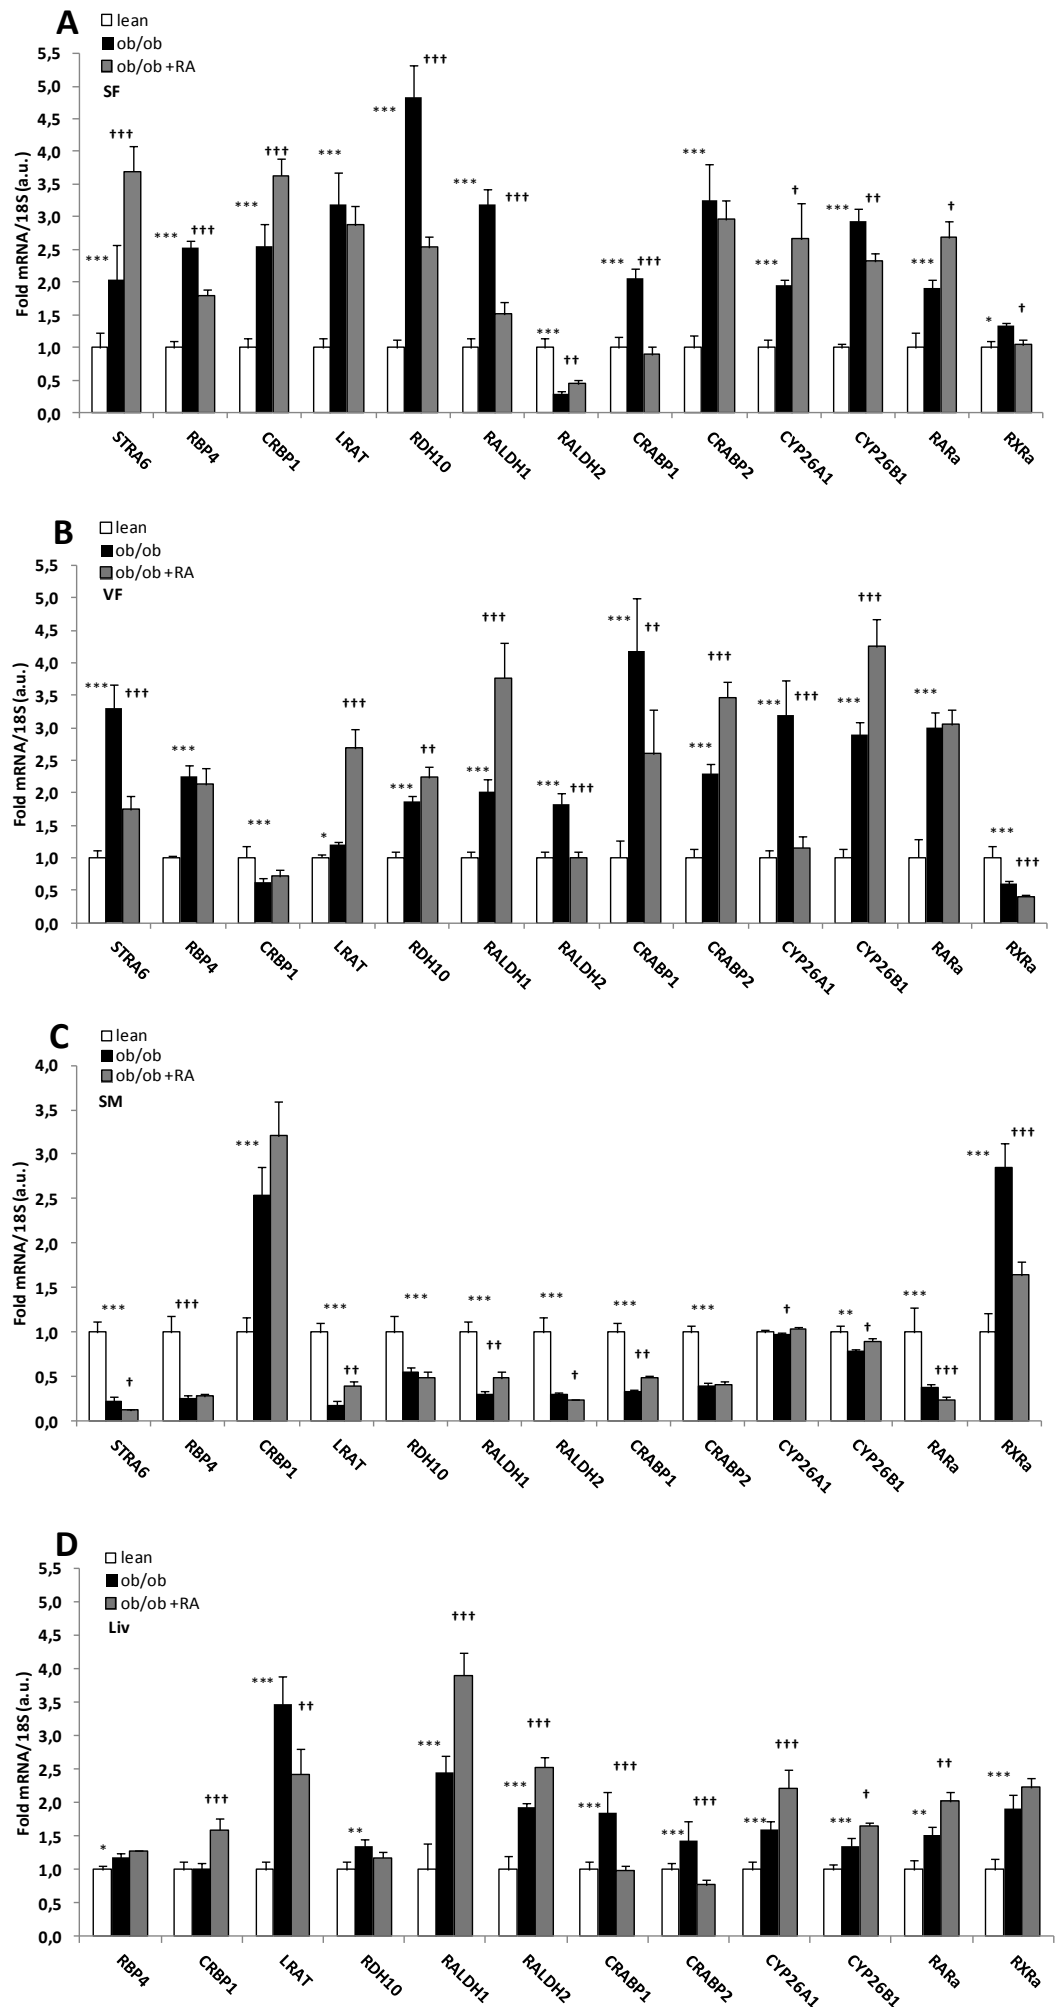 A
lean
ob/ob
ob/ob +RA
SF
Fold mRNA/18S (a.u.)
5,5
5,0
4,5
4,0
3,5
3,0
2,5
2,0
1,5
1,0
0,5
0,0
*** *** ††† *** ††† *** *** ††† *** ††† *** †† *** ††† *** *** † *** †† *** † * †
†††
STRA6 RBP4 CRBP1 LRAT RDH10 RALDH1 RALDH2 CRABP1 CRABP2 CYP26A1 CYP26B1 RARa RXRa
B
lean
ob/ob
ob/ob +RA
VF
Fold mRNA/18S (a.u.)
5,5
5,0
4,5
4,0
3,5
3,0
2,5
2,0
1,5
1,0
0,5
0,0
*** ††† *** *** * ††† *** †† *** ††† *** ††† *** †† *** ††† *** ††† *** ††† *** *** †††
STRA6 RBP4 CRBP1 LRAT RDH10 RALDH1 RALDH2 CRABP1 CRABP2 CYP26A1 CYP26B1 RARa RXRa
C
lean
ob/ob
ob/ob +RA
SM
Fold mRNA/18S (a.u.)
4,0
3,5
3,0
2,5
2,0
1,5
1,0
0,5
0,0
*** † ††† *** *** †† *** *** †† *** † *** †† *** † ** † *** ††† *** †††
STRA6 RBP4 CRBP1 LRAT RDH10 RALDH1 RALDH2 CRABP1 CRABP2 CYP26A1 CYP26B1 RARa RXRa
D
lean
ob/ob
ob/ob +RA
Liv
Fold mRNA/18S (a.u.)
5,5
5,0
4,5
4,0
3,5
3,0
2,5
2,0
1,5
1,0
0,5
0,0
* ††† *** †† ** *** ††† *** ††† *** ††† *** ††† *** ††† *** † ** †† ***
RBP4 CRBP1 LRAT RDH10 RALDH1 RALDH2 CRABP1 CRABP2 CYP26A1 CYP26B1 RARa RXRa